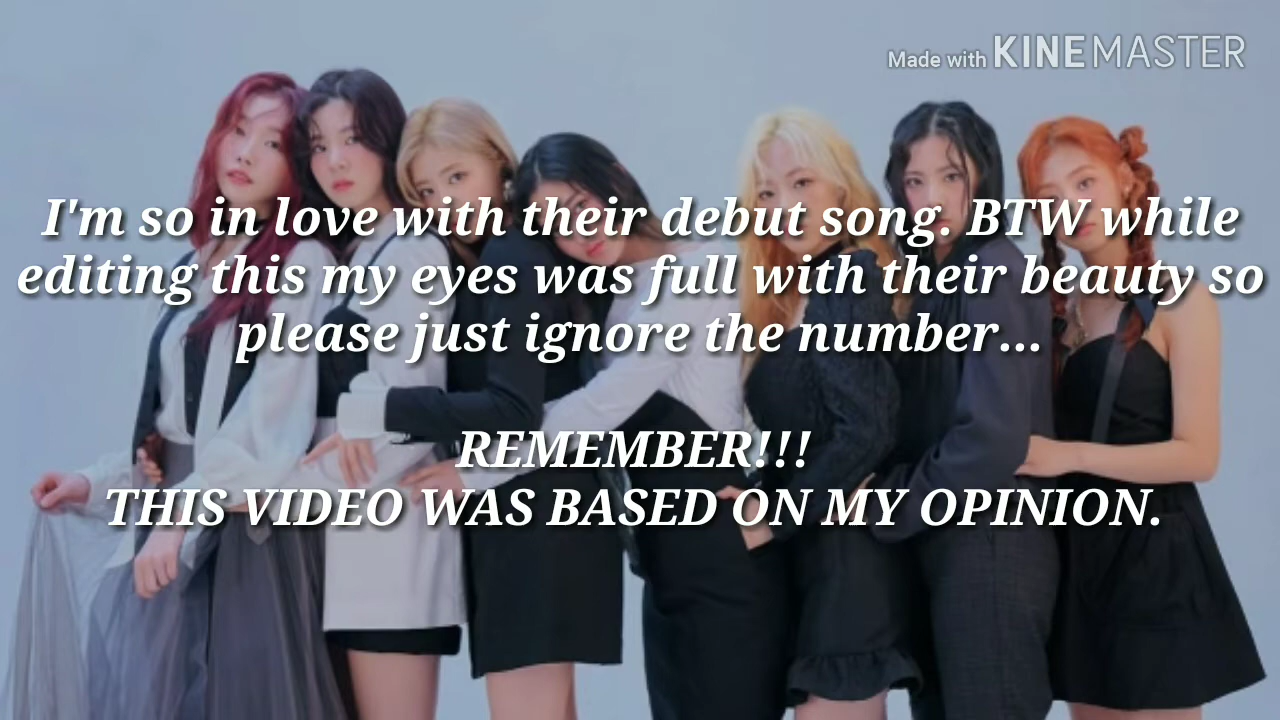 Made with KINEMASTER
I'm so in love with their debut song. BTW while
editing this my eyes was full with their beauty so
please just ignore the number...
REMEMBER!!!
THIS VIDEO WAS BASED ON MY OPINION.